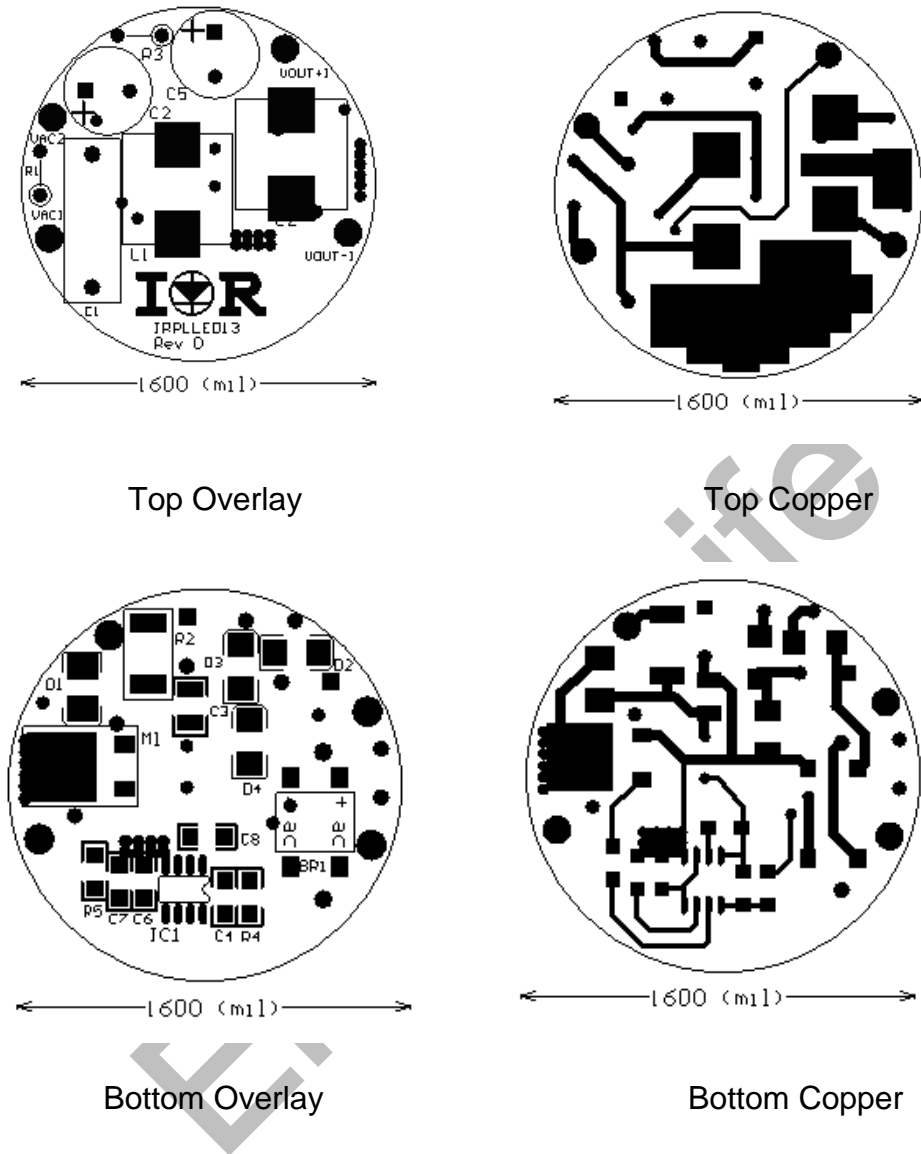 R3
C5
VOUT+1
C2
VAC2
R1
VAC1
L1
L2
VOUT-1
C1
IOR
IRPLLED13
Rev D
1600 (mil)
1600 (mil)
Top Overlay
Top Copper
R2
D3
D2
D1
C3
M1
D4
+
AC
AC
C8
BR1
R5
C7
C6
IC1
C4
R4
1600 (mil)
1600 (mil)
Bottom Overlay
Bottom Copper